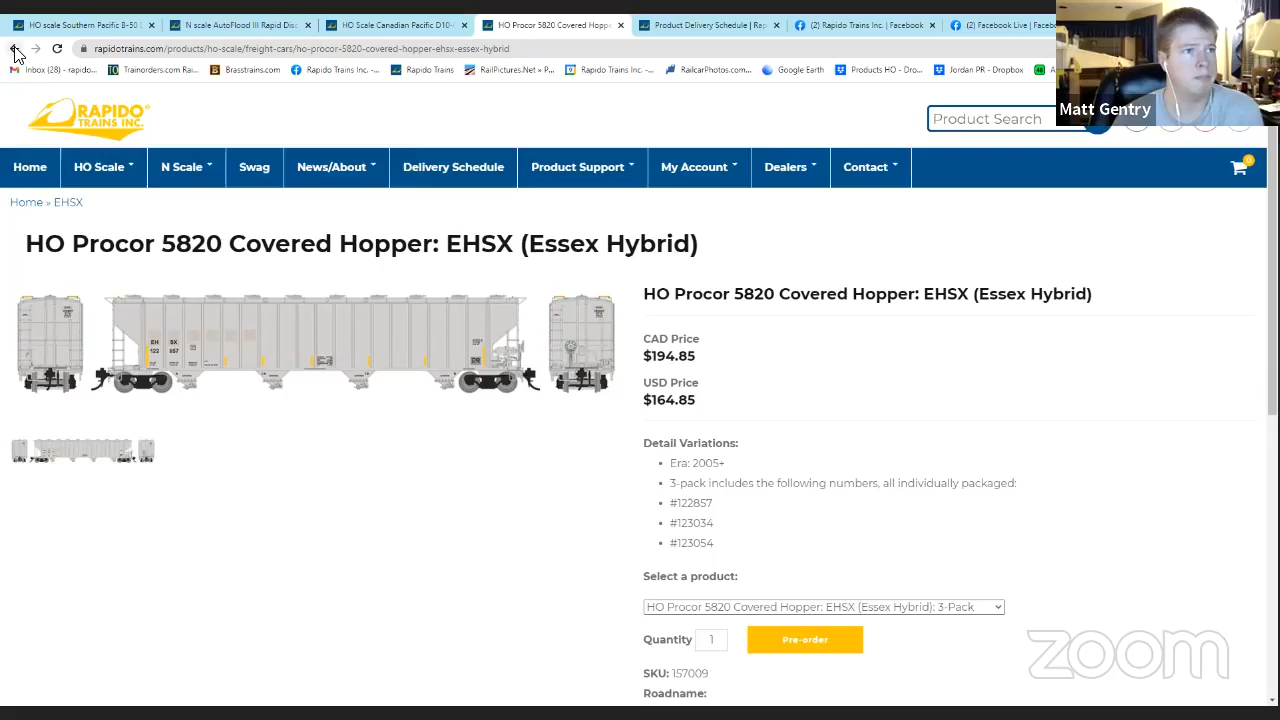 HO scale Southern Pacific B-50
N scale AutoFlood III Rapid Disc
HO Scale Canadian Pacific D10-
HO Procor 5820 Covered Hoppe
Product Delivery Schedule | Rap
(2) Rapido Trains Inc. | Facebook
(2) Facebook Live | Faceb
rapidotrains.com/products/ho-scale/freight-cars/ho-procor-5820-covered-hopper-ehsx-essex-hybrid
Inbox (28) - rapido...
Trainorders.com Rai...
Brasstrains.com
Rapido Trains Inc. -...
Rapido Trains
RailPictures.Net » P...
Rapido Trains Inc. -...
RailcarPhotos.com...
Google Earth
Products HO - Dro...
Jordan PR - Dropbox
Matt Gentry
RAPIDO
TRAINS INC.
Product Search
Home
HO Scale
N Scale
Swag
News/About
Delivery Schedule
Product Support
My Account
Dealers
Contact
0
Home » EHSX
HO Procor 5820 Covered Hopper: EHSX (Essex Hybrid)
EH SX
122 857
HO Procor 5820 Covered Hopper: EHSX (Essex Hybrid)
CAD Price
$194.85
USD Price
$164.85
Detail Variations:
• Era: 2005+
• 3-pack includes the following numbers, all individually packaged:
• #122857
• #123034
• #123054
Select a product:
HO Procor 5820 Covered Hopper: EHSX (Essex Hybrid): 3-Pack
Quantity 1
Pre-order
SKU: 157009
Roadname:
zoom